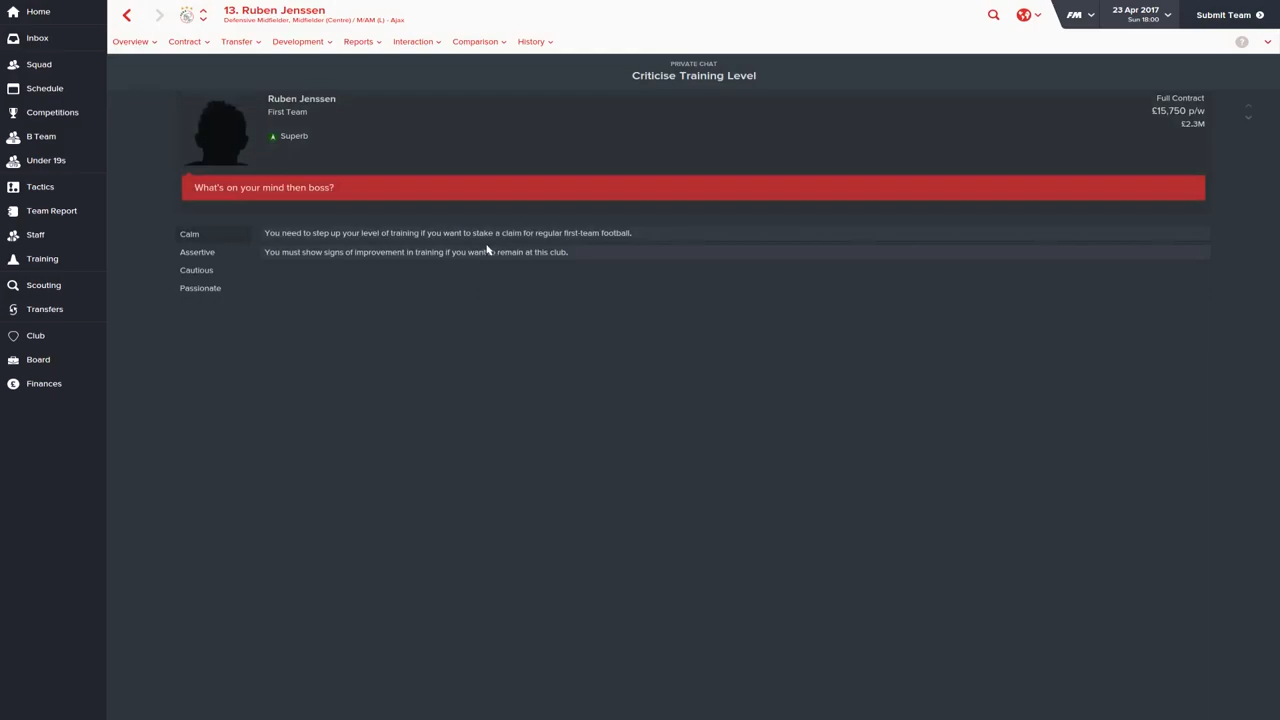 Home
Inbox
Squad
Schedule
Competitions
B Team
Under 19s
Tactics
Team Report
Staff
Training
Scouting
Transfers
Club
Board
Finances
13. Ruben Jenssen
Defensive Midfielder, Midfielder (Centre) / M/AM (L) - Ajax
FM
23 Apr 2017
Sun 18:00
Submit Team
Overview Contract Transfer Development Reports Interaction Comparison History
?
PRIVATE CHAT
Criticise Training Level
Ruben Jenssen
First Team
Superb
Full Contract
£15,750 p/w
£2.3M
What's on your mind then boss?
Calm
Assertive
Cautious
Passionate
You need to step up your level of training if you want to stake a claim for regular first-team football.
You must show signs of improvement in training if you want to remain at this club.